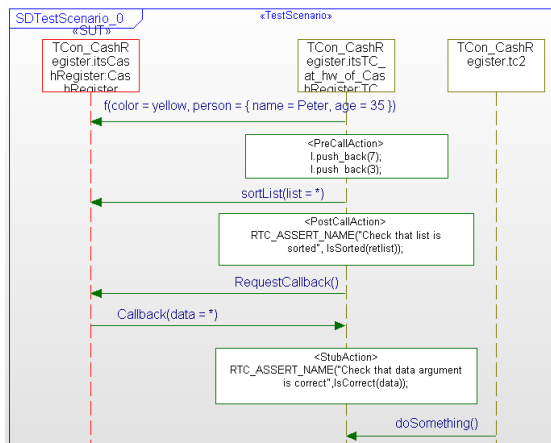 SDTestScenario_0
«TestScenario»
«SUT»
TCon_CashR
egister.itsCas
hRegister:Cas
hRegister
TCon_CashR
egister.itsTC_
at_hw_of_Cas
hRegister:TC
TCon_CashR
egister.tc2
f(color = yellow, person = { name = Peter, age = 35 })
<PreCallAction>
l.push_back(7);
l.push_back(3);
sortList(list = *)
<PostCallAction>
RTC_ASSERT_NAME("Check that list is
sorted", IsSorted(retlist));
RequestCallback()
Callback(data = *)
<StubAction>
RTC_ASSERT_NAME("Check that data argument
is correct",IsCorrect(data));
doSomething()